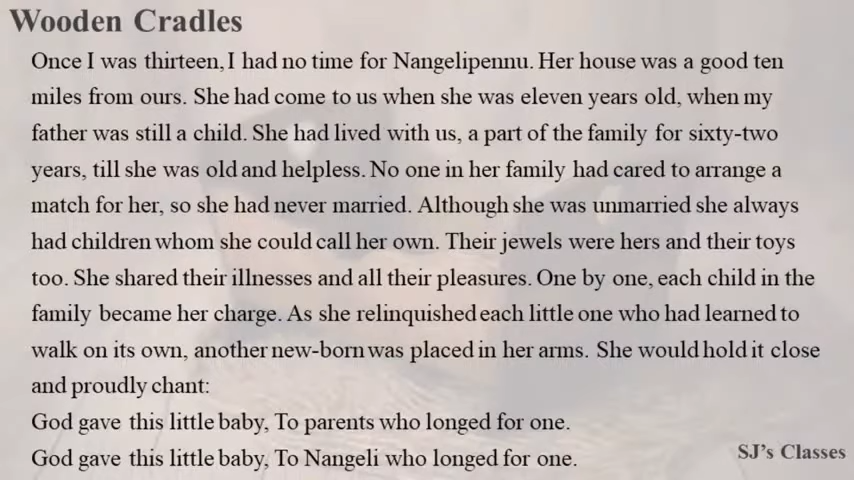 Wooden Cradles
Once I was thirteen, I had no time for Nangelipennu. Her house was a good ten
miles from ours. She had come to us when she was eleven years old, when my
father was still a child. She had lived with us, a part of the family for sixty-two
years, till she was old and helpless. No one in her family had cared to arrange a
match for her, so she had never married. Although she was unmarried she always
had children whom she could call her own. Their jewels were hers and their toys
too. She shared their illnesses and all their pleasures. One by one, each child in the
family became her charge. As she relinquished each little one who had learned to
walk on its own, another new-born was placed in her arms. She would hold it close
and proudly chant:
God gave this little baby, To parents who longed for one.
God gave this little baby, To Nangeli who longed for one.
SJ's Classes